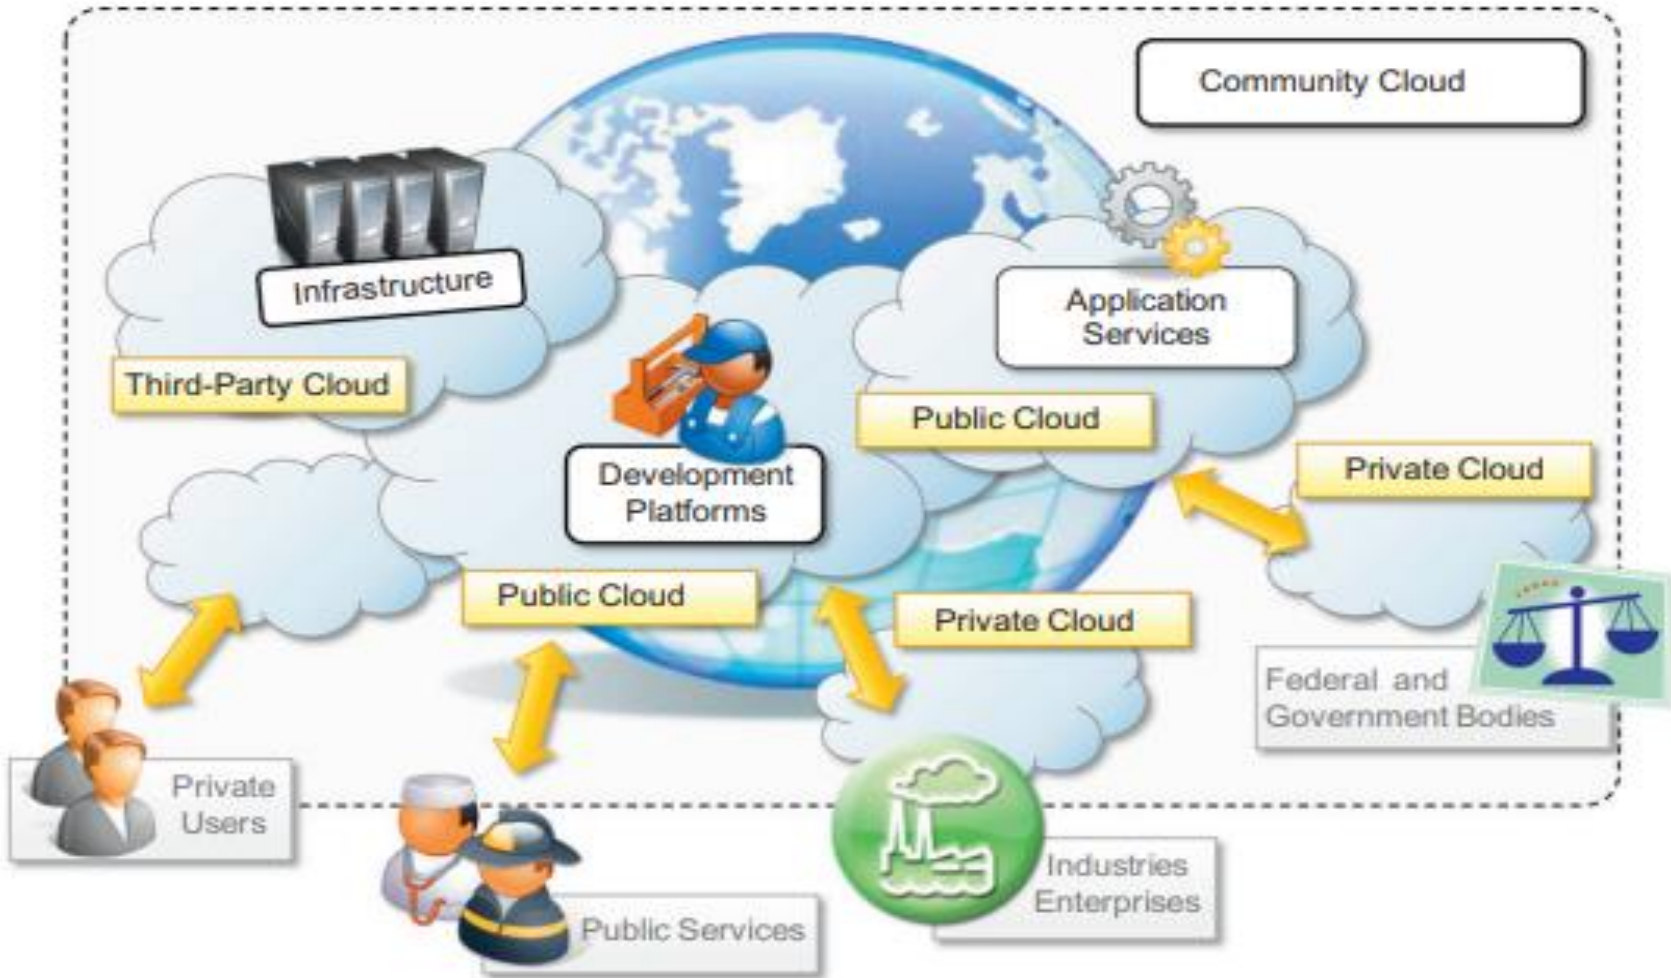 Community Cloud
Infrastructure
Application
Services
Third-Party Cloud
Public Cloud
Development
Platforms
Private Cloud
Public Cloud
Private Cloud
Federal and
Government Bodies
Private
Users
Industries
Enterprises
Public Services